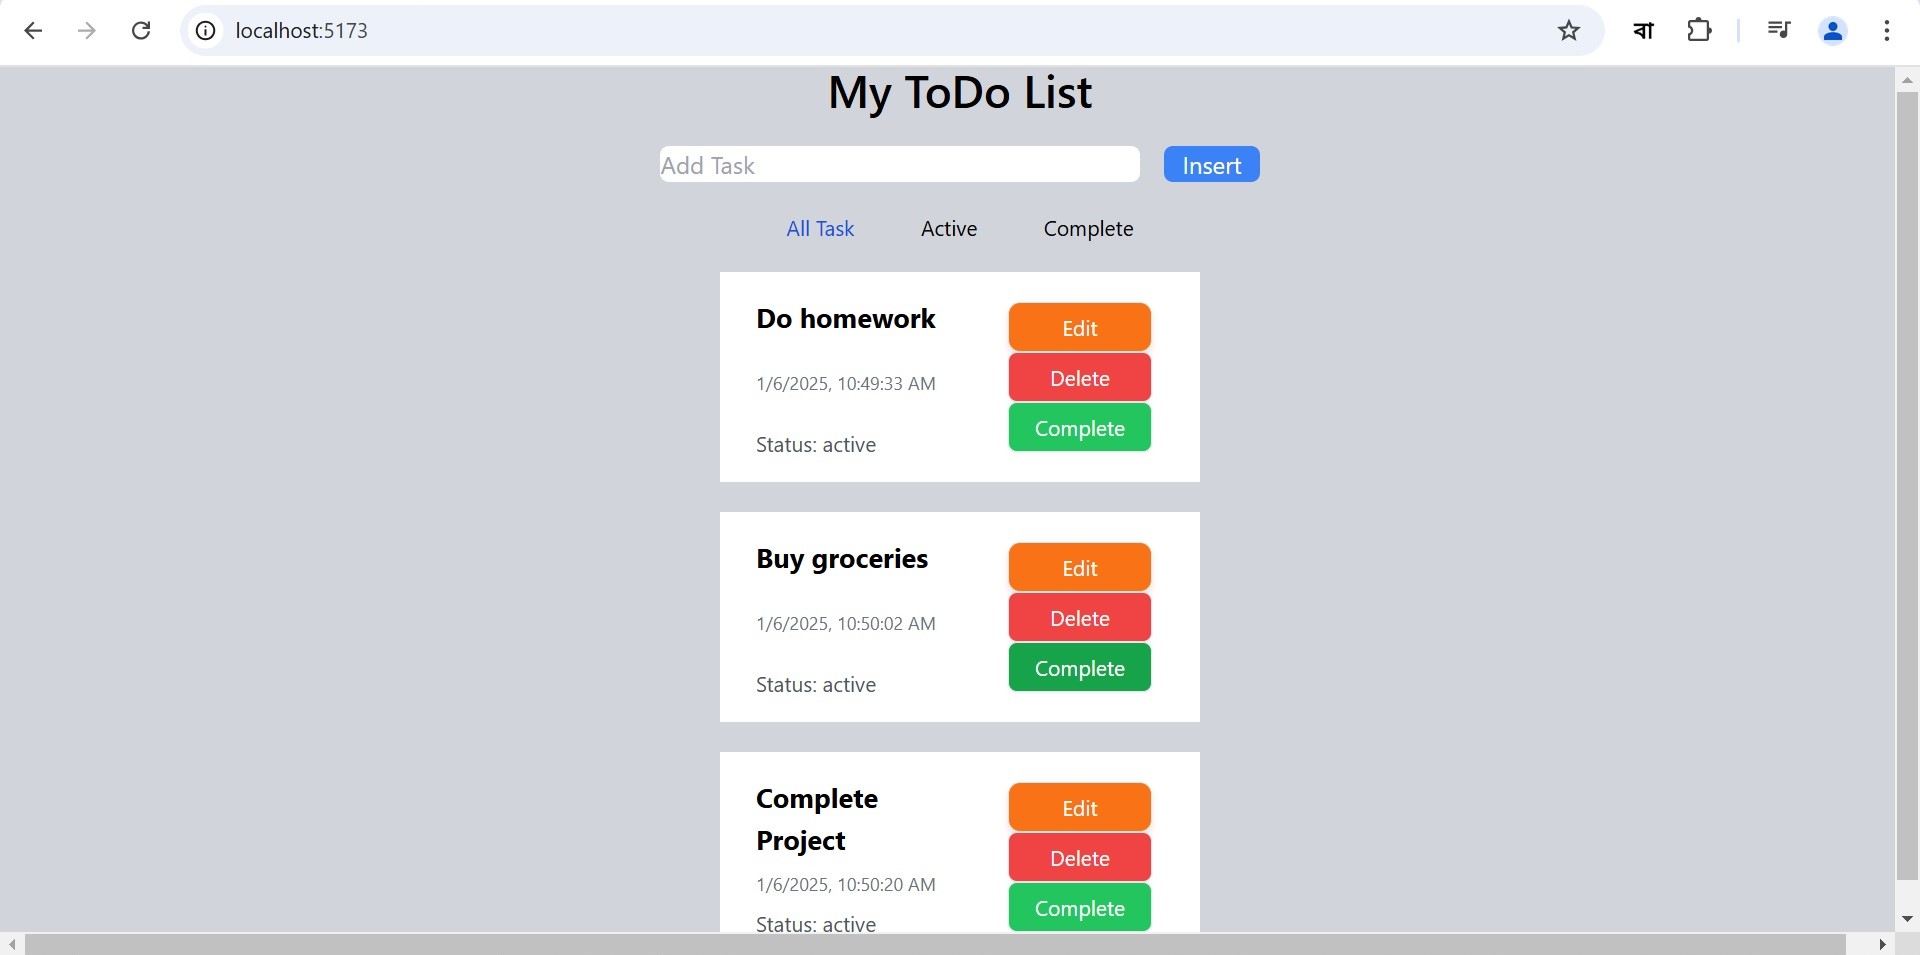 localhost:5173
বা
My ToDo List
Add Task
Insert
All Task
Active
Complete
Do homework
1/6/2025, 10:49:33 AM
Status: active
Edit
Delete
Complete
Buy groceries
1/6/2025, 10:50:02 AM
Status: active
Edit
Delete
Complete
Complete
Project
1/6/2025, 10:50:20 AM
Status: active
Edit
Delete
Complete